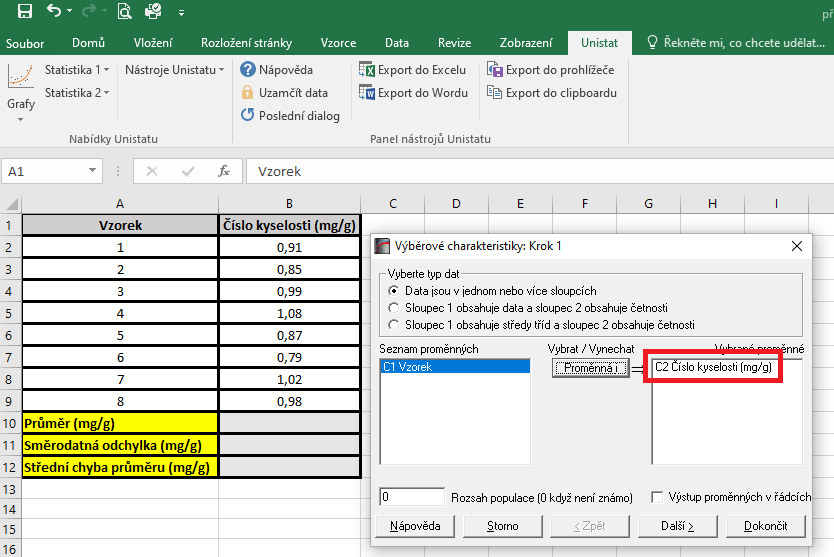 př
Soubor Domů Vložení Rozložení stránky Vzorce Data Revize Zobrazení Unistat Řekněte mi, co chcete udělat...
Grafy
Statistika 1
Statistika 2
Nástroje Unistatu
Nabídky Unistatu
Nápověda
Uzamčít data
Poslední dialog
Export do Excelu
Export do Wordu
Export do prohlížeče
Export do clipboardu
Panel nástrojů Unistatu
A1 fx Vzorek
A B C D E F G H I
1 Vzorek Číslo kyselosti (mg/g)
2 1 0,91
3 2 0,85
4 3 0,99
5 4 1,08
6 5 0,87
7 6 0,79
8 7 1,02
9 8 0,98
10 Průměr (mg/g)
11 Směrodatná odchylka (mg/g)
12 Střední chyba průměru (mg/g)
13
14
15
16
Výběrové charakteristiky: Krok 1
Vyberte typ dat
Data jsou v jednom nebo více sloupcích
Sloupec 1 obsahuje data a sloupec 2 obsahuje četnosti
Sloupec 1 obsahuje středy tříd a sloupec 2 obsahuje četnosti
Seznam proměnných Vybrat / Vynechat Vybrané proměnné
C1 Vzorek Proměnná i C2 Číslo kyselosti (mg/g)
0 Rozsah populace (0 když není známo) Výstup proměnných v řádcích
Nápověda Storno < Zpět Další > Dokončit